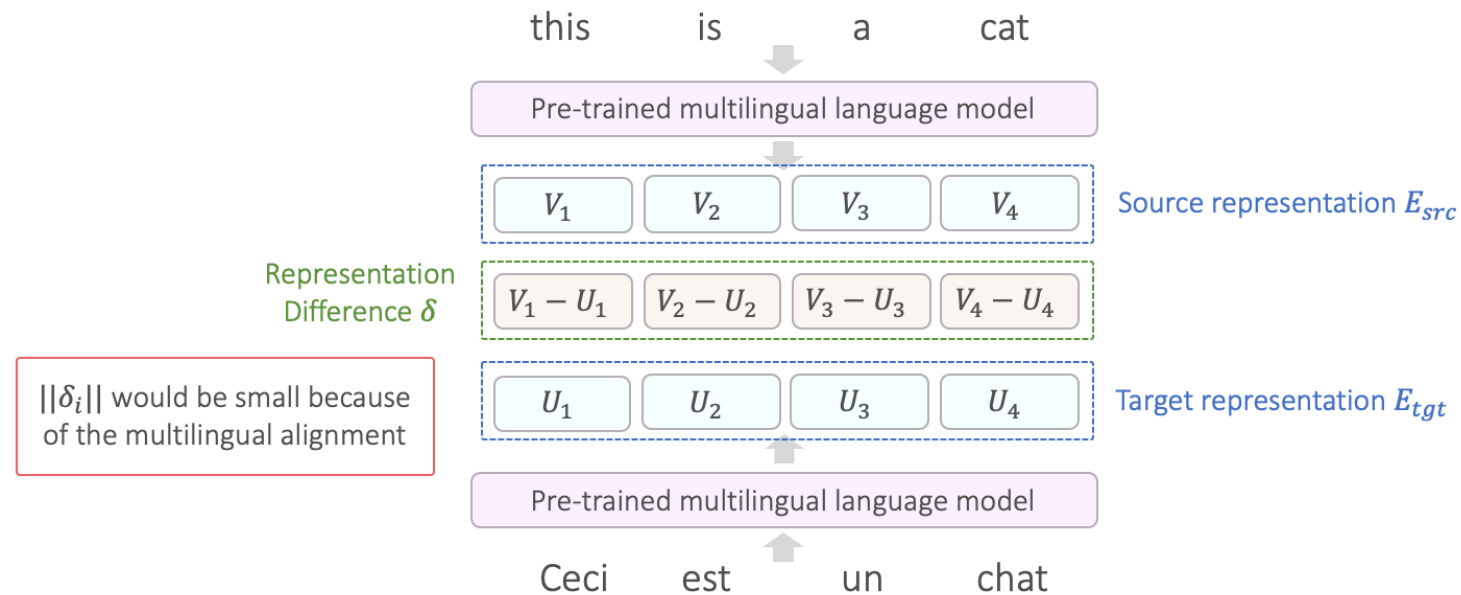 this is a cat
Pre-trained multilingual language model
V₁ V₂ V₃ V₄
Source representation E_src
Representation
Difference δ
V₁ − U₁ V₂ − U₂ V₃ − U₃ V₄ − U₄
||δᵢ|| would be small because
of the multilingual alignment
U₁ U₂ U₃ U₄
Target representation E_tgt
Pre-trained multilingual language model
Ceci est un chat